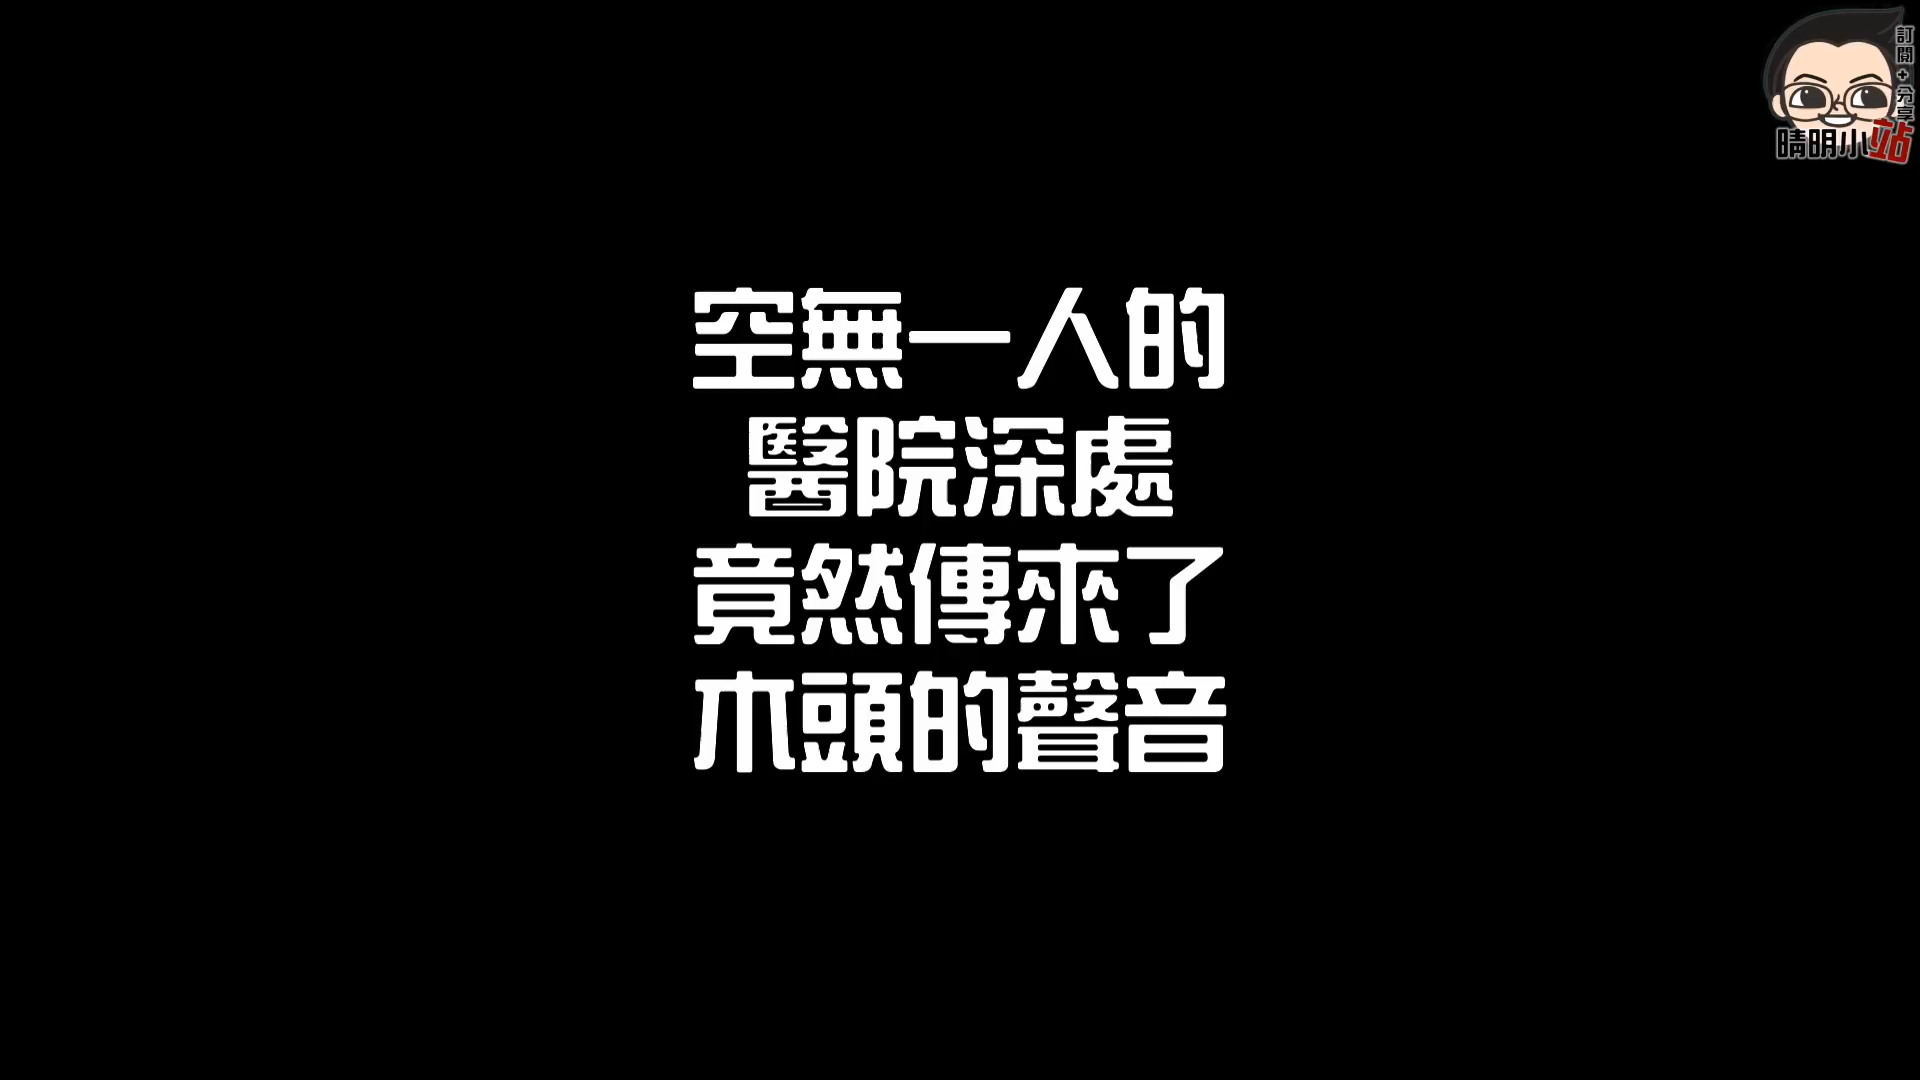 空無一人的
醫院深處
竟然傳來了
木頭的聲音
訂閱+分享
晴明小站